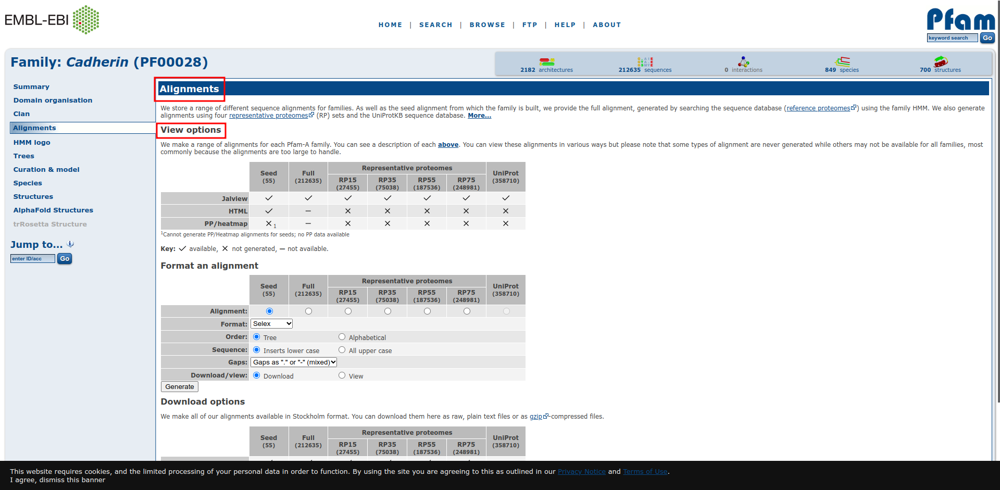 EMBL-EBI
HOME | SEARCH | BROWSE | FTP | HELP | ABOUT
Pfam
keyword search Go
Family: Cadherin (PF00028)
2182 architectures 212635 sequences 0 interactions 849 species 700 structures
Summary
Domain organisation
Clan
Alignments
HMM logo
Trees
Curation & model
Species
Structures
AlphaFold Structures
trRosetta Structure
Jump to... i
enter ID/acc Go
Alignments
We store a range of different sequence alignments for families. As well as the seed alignment from which the family is built, we provide the full alignment, generated by searching the sequence database (reference proteomes) using the family HMM. We also generate
alignments using four representative proteomes (RP) sets and the UniProtKB sequence database. More...
View options
We make a range of alignments for each Pfam-A family. You can see a description of each above. You can view these alignments in various ways but please note that some types of alignment are never generated while others may not be available for all families, most
commonly because the alignments are too large to handle.
Seed (55) Full (212635) Representative proteomes UniProt (358710)
RP15 (27455) RP35 (75038) RP55 (187536) RP75 (248981)
Jalview ✓ ✓ ✓ ✓ ✓ ✓ ✓
HTML ✓ – ✕ ✕ ✕ ✕ ✕
PP/heatmap ✕ 1 – ✕ ✕ ✕ ✕ ✕
1Cannot generate PP/Heatmap alignments for seeds; no PP data available
Key: ✓ available, ✕ not generated, — not available.
Format an alignment
Seed (55) Full (212635) Representative proteomes UniProt (358710)
RP15 (27455) RP35 (75038) RP55 (187536) RP75 (248981)
Alignment:
Format: Selex
Order: Tree Alphabetical
Sequence: Inserts lower case All upper case
Gaps: Gaps as "." or "-" (mixed)
Download/view: Download View
Generate
Download options
We make all of our alignments available in Stockholm format. You can download them here as raw, plain text files or as gzip-compressed files.
Seed (55) Full (212635) Representative proteomes UniProt (358710)
RP15 (27455) RP35 (75038) RP55 (187536) RP75 (248981)
This website requires cookies, and the limited processing of your personal data in order to function. By using the site you are agreeing to this as outlined in our Privacy Notice and Terms of Use.
I agree, dismiss this banner